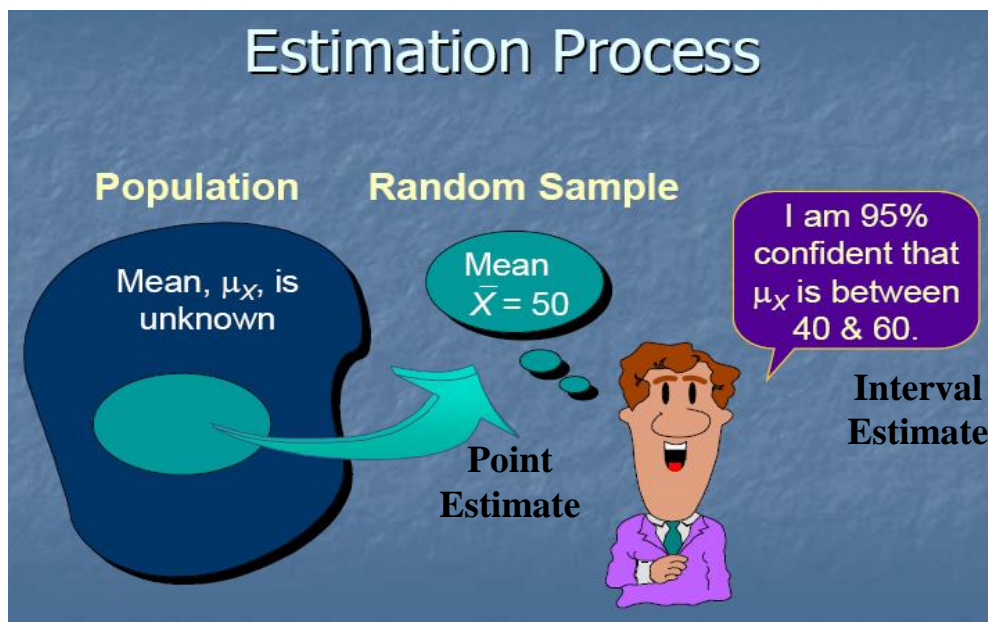 Estimation Process
Population
Random Sample
Mean, μX, is
unknown
Mean
X̄ = 50
I am 95%
confident that
μX is between
40 & 60.
Point
Estimate
Interval
Estimate